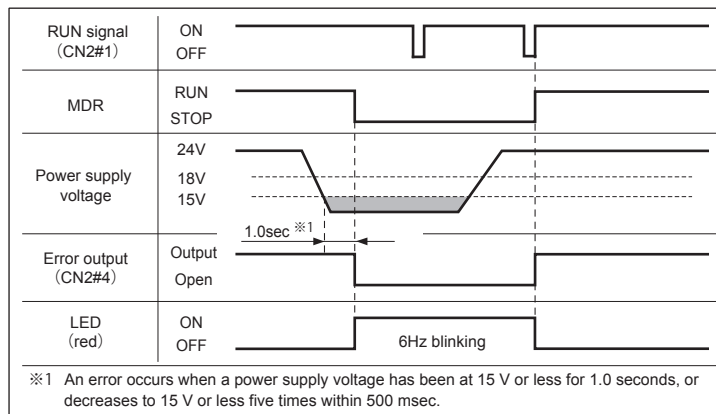 RUN signal
(CN2#1)
ON
OFF
MDR
RUN
STOP
Power supply
voltage
24V
18V
15V
1.0sec ※1
Error output
(CN2#4)
Output
Open
LED
(red)
ON
OFF
6Hz blinking
※1 An error occurs when a power supply voltage has been at 15 V or less for 1.0 seconds, or
decreases to 15 V or less five times within 500 msec.